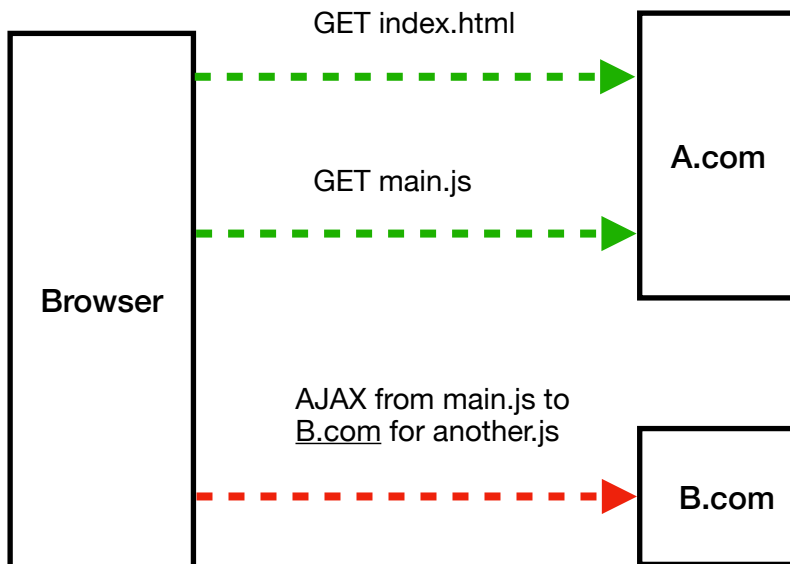 GET index.html
A.com
GET main.js
Browser
AJAX from main.js to
B.com for another.js
B.com